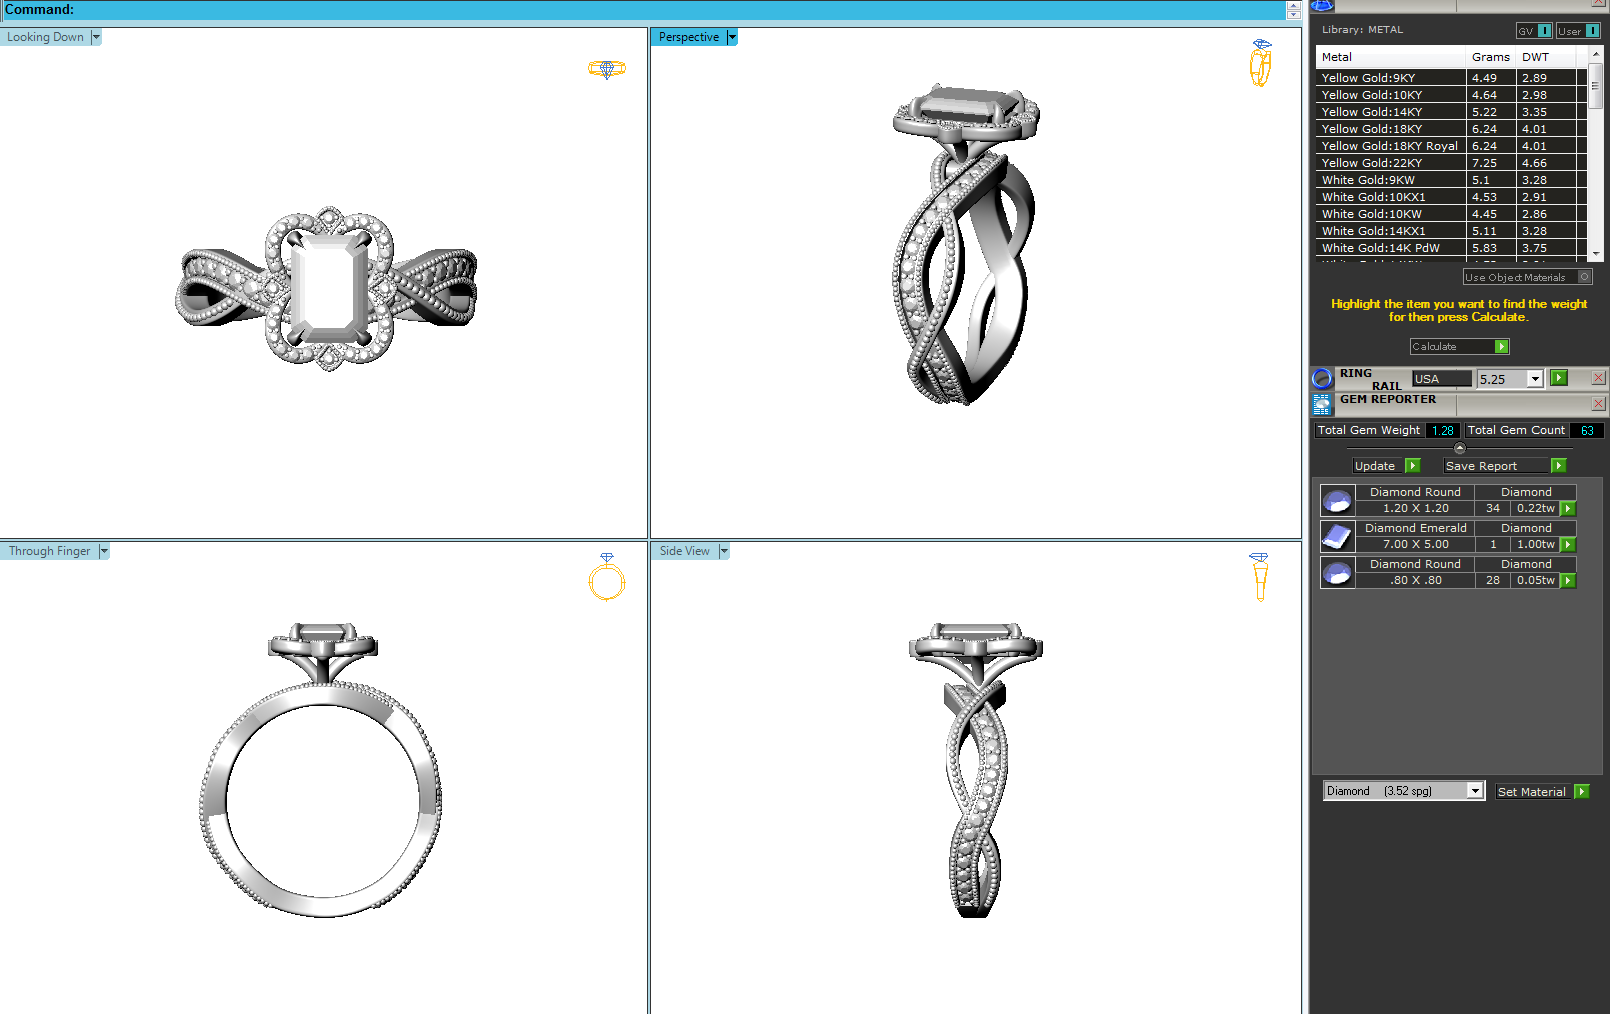 Command:
Looking Down
Perspective
Through Finger
Side View
Library: METAL
GV I
User I
Metal Grams DWT
Yellow Gold:9KY 4.49 2.89
Yellow Gold:10KY 4.64 2.98
Yellow Gold:14KY 5.22 3.35
Yellow Gold:18KY 6.24 4.01
Yellow Gold:18KY Royal 6.24 4.01
Yellow Gold:22KY 7.25 4.66
White Gold:9KW 5.1 3.28
White Gold:10KX1 4.53 2.91
White Gold:10KW 4.45 2.86
White Gold:14KX1 5.11 3.28
White Gold:14K PdW 5.83 3.75
Use Object Materials
Highlight the item you want to find the weight
for then press Calculate.
Calculate
RING
RAIL USA 5.25
GEM REPORTER
Total Gem Weight 1.28 Total Gem Count 63
Update Save Report
Diamond Round Diamond
1.20 X 1.20 34 0.22tw
Diamond Emerald Diamond
7.00 X 5.00 1 1.00tw
Diamond Round Diamond
.80 X .80 28 0.05tw
Diamond (3.52 spg) Set Material